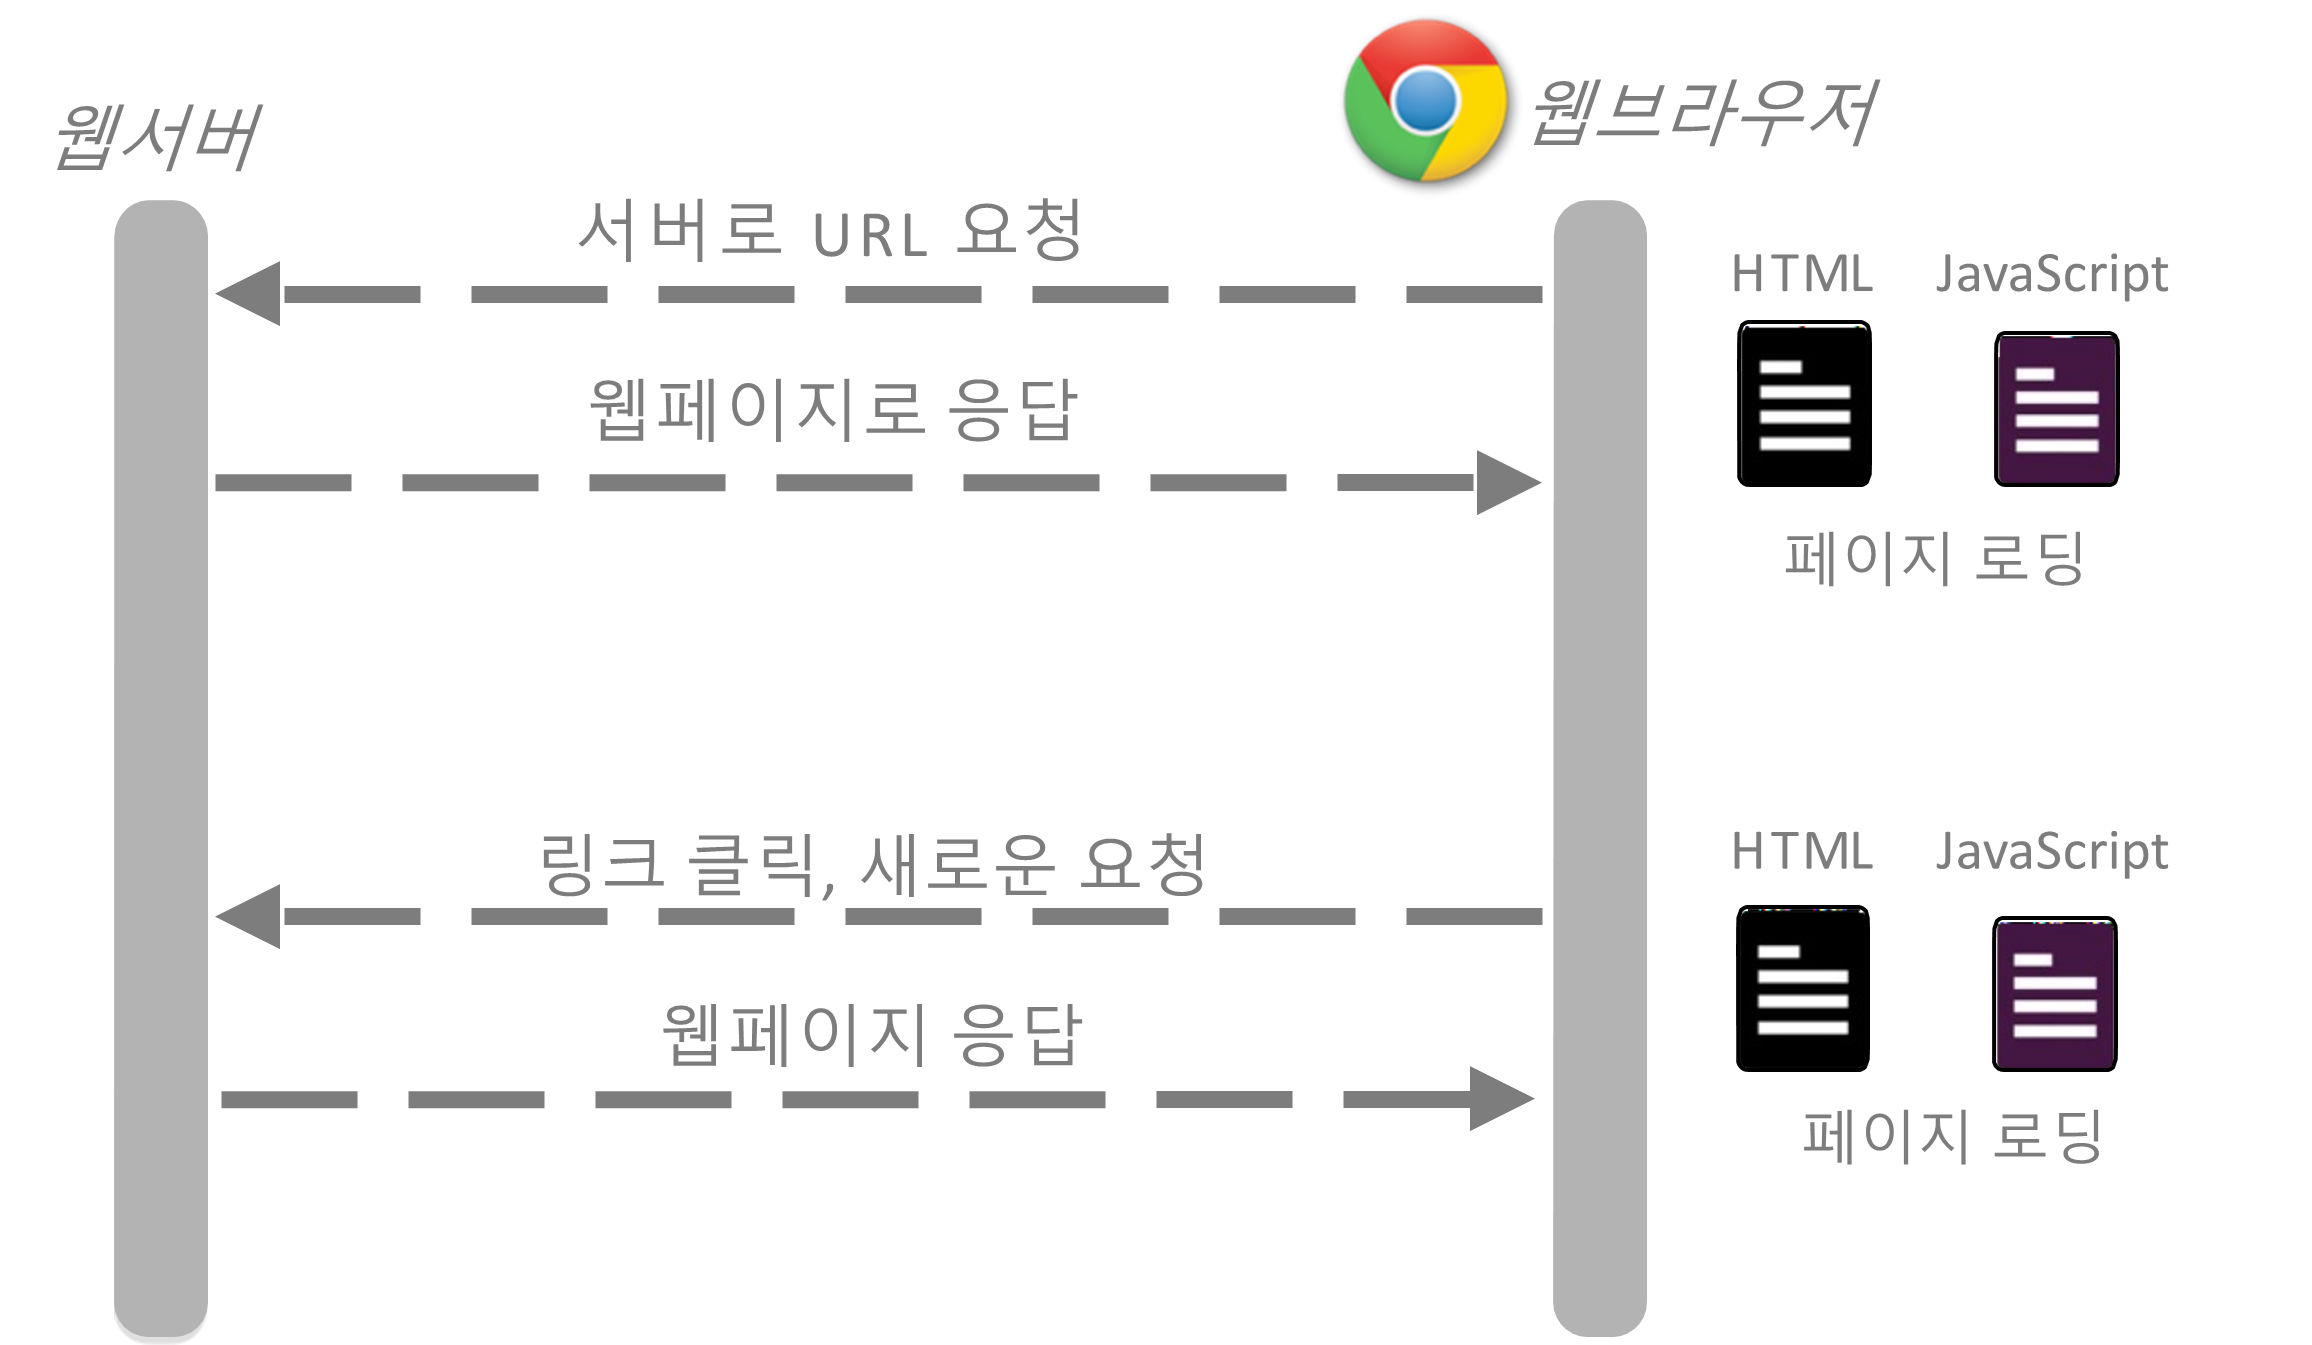 웹서버
웹브라우저
서버로 URL 요청
HTML
JavaScript
웹페이지로 응답
페이지 로딩
링크 클릭, 새로운 요청
HTML
JavaScript
웹페이지 응답
페이지 로딩